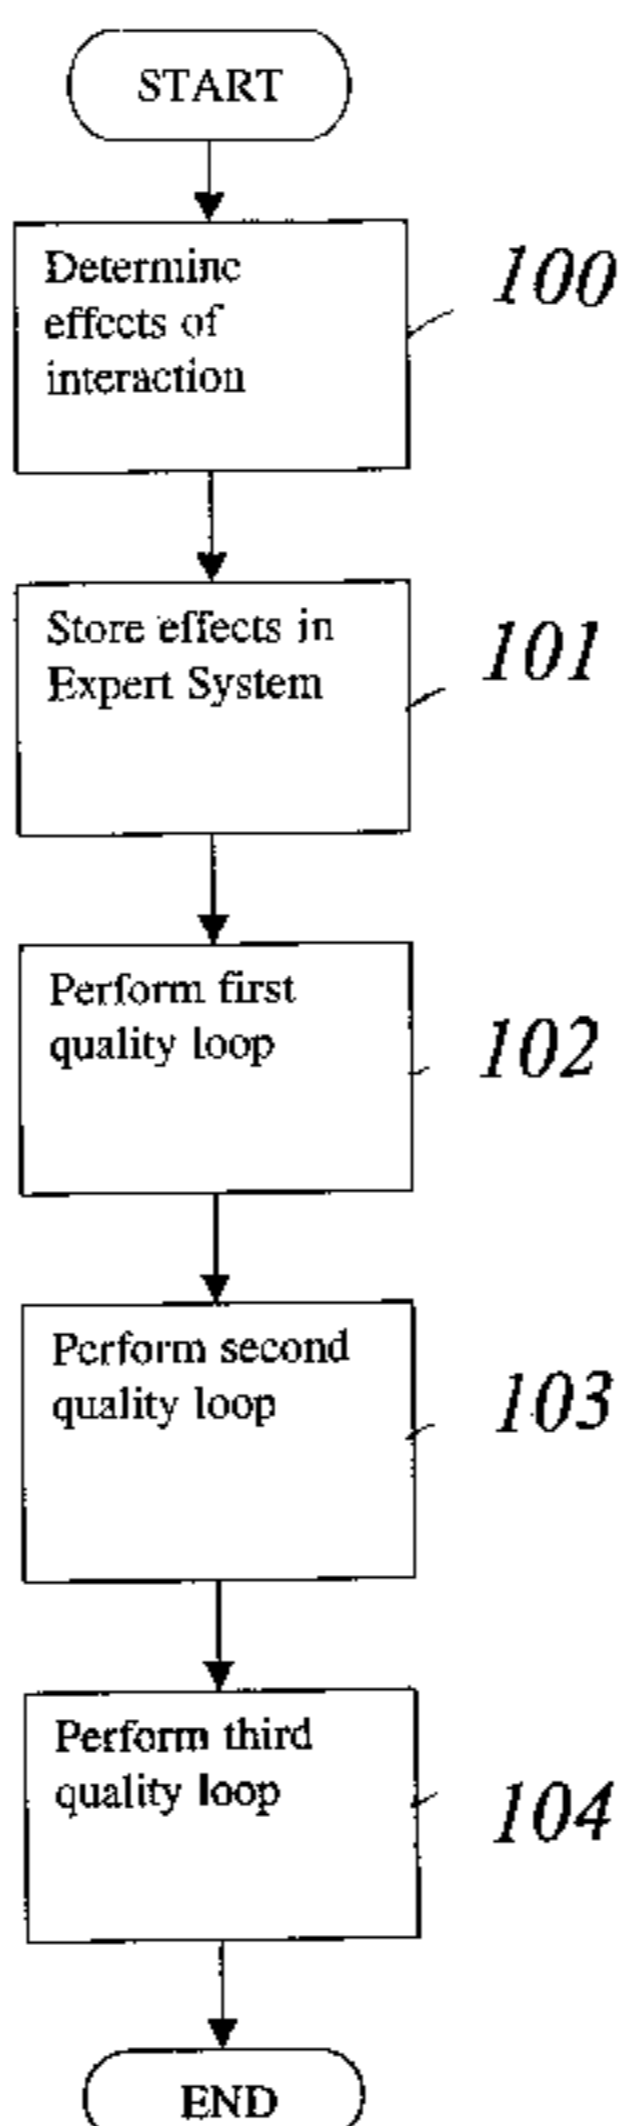 START
Determine
effects of
interaction
100
Store effects in
Expert System
101
Perform first
quality loop
102
Perform second
quality loop
103
Perform third
quality loop
104
END